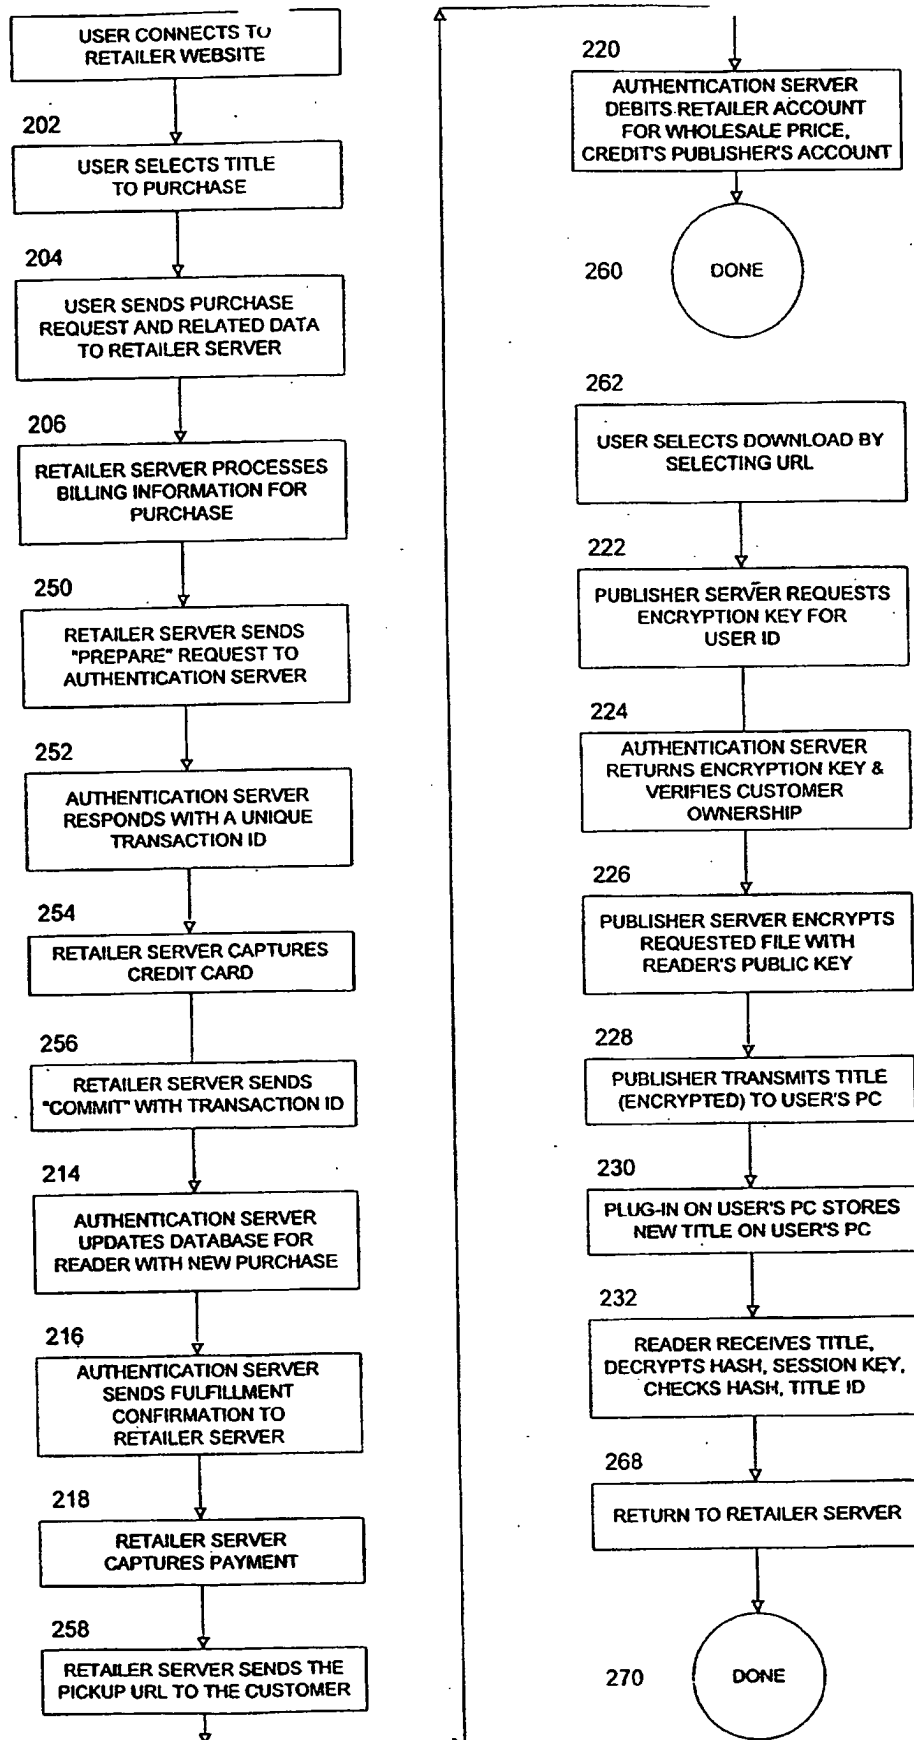 USER CONNECTS TO
RETAILER WEBSITE
202
USER SELECTS TITLE
TO PURCHASE
204
USER SENDS PURCHASE
REQUEST AND RELATED DATA
TO RETAILER SERVER
206
RETAILER SERVER PROCESSES
BILLING INFORMATION FOR
PURCHASE
250
RETAILER SERVER SENDS
"PREPARE" REQUEST TO
AUTHENTICATION SERVER
252
AUTHENTICATION SERVER
RESPONDS WITH A UNIQUE
TRANSACTION ID
254
RETAILER SERVER CAPTURES
CREDIT CARD
256
RETAILER SERVER SENDS
"COMMIT" WITH TRANSACTION ID
214
AUTHENTICATION SERVER
UPDATES DATABASE FOR
READER WITH NEW PURCHASE
216
AUTHENTICATION SERVER
SENDS FULFILLMENT
CONFIRMATION TO
RETAILER SERVER
218
RETAILER SERVER
CAPTURES PAYMENT
258
RETAILER SERVER SENDS THE
PICKUP URL TO THE CUSTOMER
220
AUTHENTICATION SERVER
DEBITS RETAILER ACCOUNT
FOR WHOLESALE PRICE,
CREDIT'S PUBLISHER'S ACCOUNT
260
DONE
262
USER SELECTS DOWNLOAD BY
SELECTING URL
222
PUBLISHER SERVER REQUESTS
ENCRYPTION KEY FOR
USER ID
224
AUTHENTICATION SERVER
RETURNS ENCRYPTION KEY &
VERIFIES CUSTOMER
OWNERSHIP
226
PUBLISHER SERVER ENCRYPTS
REQUESTED FILE WITH
READER'S PUBLIC KEY
228
PUBLISHER TRANSMITS TITLE
(ENCRYPTED) TO USER'S PC
230
PLUG-IN ON USER'S PC STORES
NEW TITLE ON USER'S PC
232
READER RECEIVES TITLE,
DECRYPTS HASH, SESSION KEY,
CHECKS HASH, TITLE ID
268
RETURN TO RETAILER SERVER
270
DONE